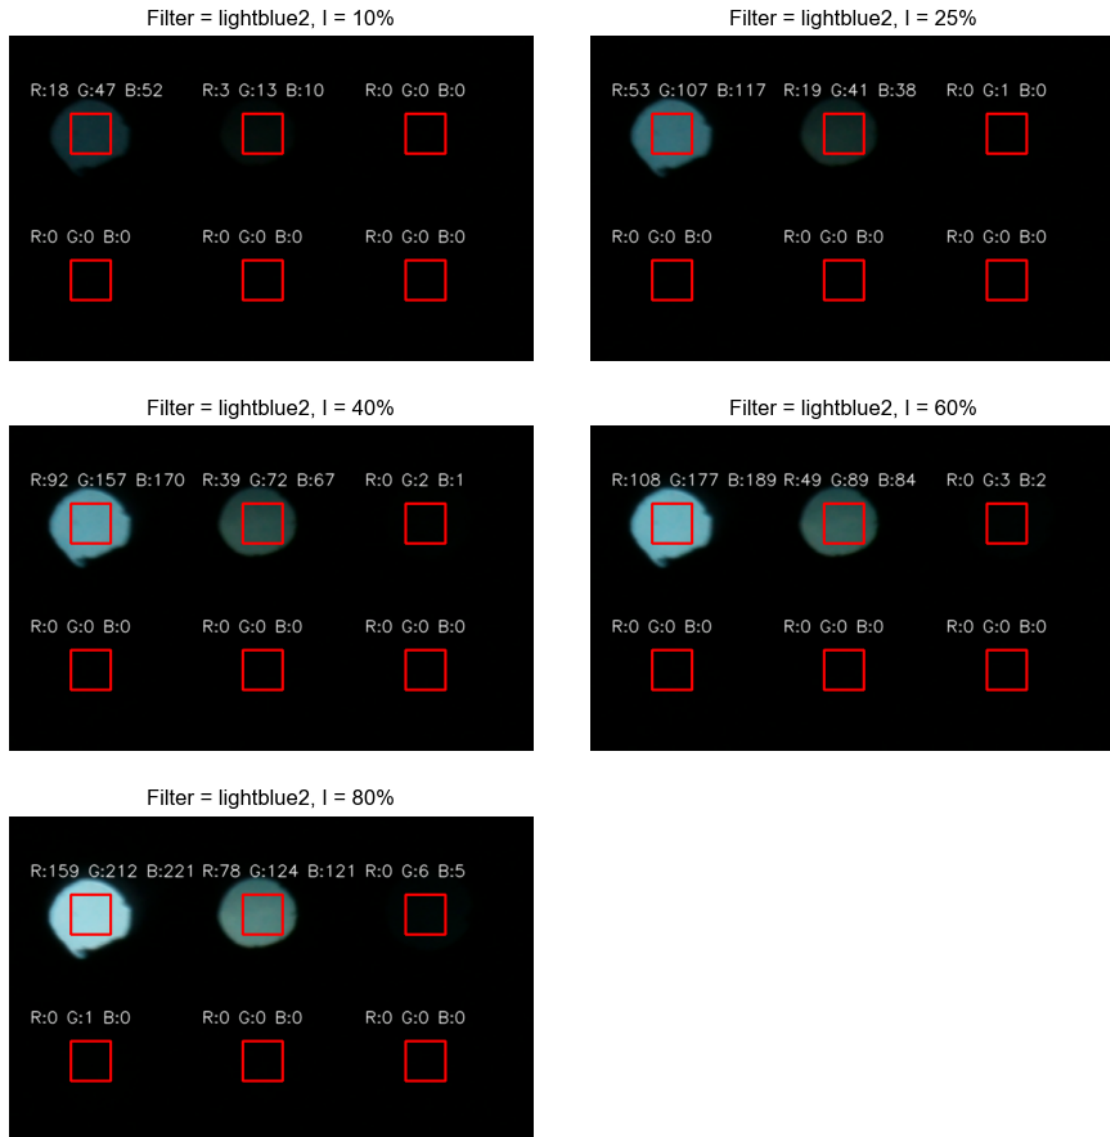 Filter = lightblue2, I = 10%
R:18 G:47 B:52 R:3 G:13 B:10 R:0 G:0 B:0
R:0 G:0 B:0 R:0 G:0 B:0 R:0 G:0 B:0
Filter = lightblue2, I = 25%
R:53 G:107 B:117 R:19 G:41 B:38 R:0 G:1 B:0
R:0 G:0 B:0 R:0 G:0 B:0 R:0 G:0 B:0
Filter = lightblue2, I = 40%
R:92 G:157 B:170 R:39 G:72 B:67 R:0 G:2 B:1
R:0 G:0 B:0 R:0 G:0 B:0 R:0 G:0 B:0
Filter = lightblue2, I = 60%
R:108 G:177 B:189 R:49 G:89 B:84 R:0 G:3 B:2
R:0 G:0 B:0 R:0 G:0 B:0 R:0 G:0 B:0
Filter = lightblue2, I = 80%
R:159 G:212 B:221 R:78 G:124 B:121 R:0 G:6 B:5
R:0 G:1 B:0 R:0 G:0 B:0 R:0 G:0 B:0